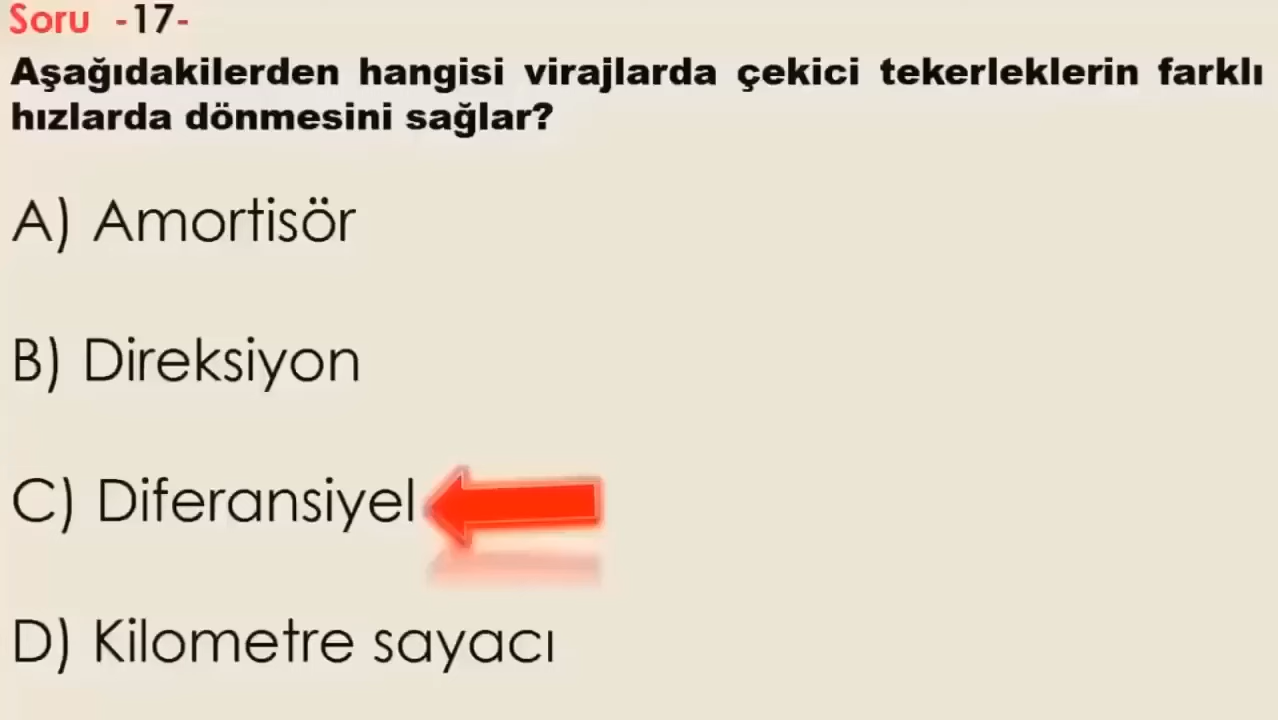 Soru -17-
Aşağıdakilerden hangisi virajlarda çekici tekerleklerin farklı
hızlarda dönmesini sağlar?
A) Amortisör
B) Direksiyon
C) Diferansiyel
D) Kilometre sayacı